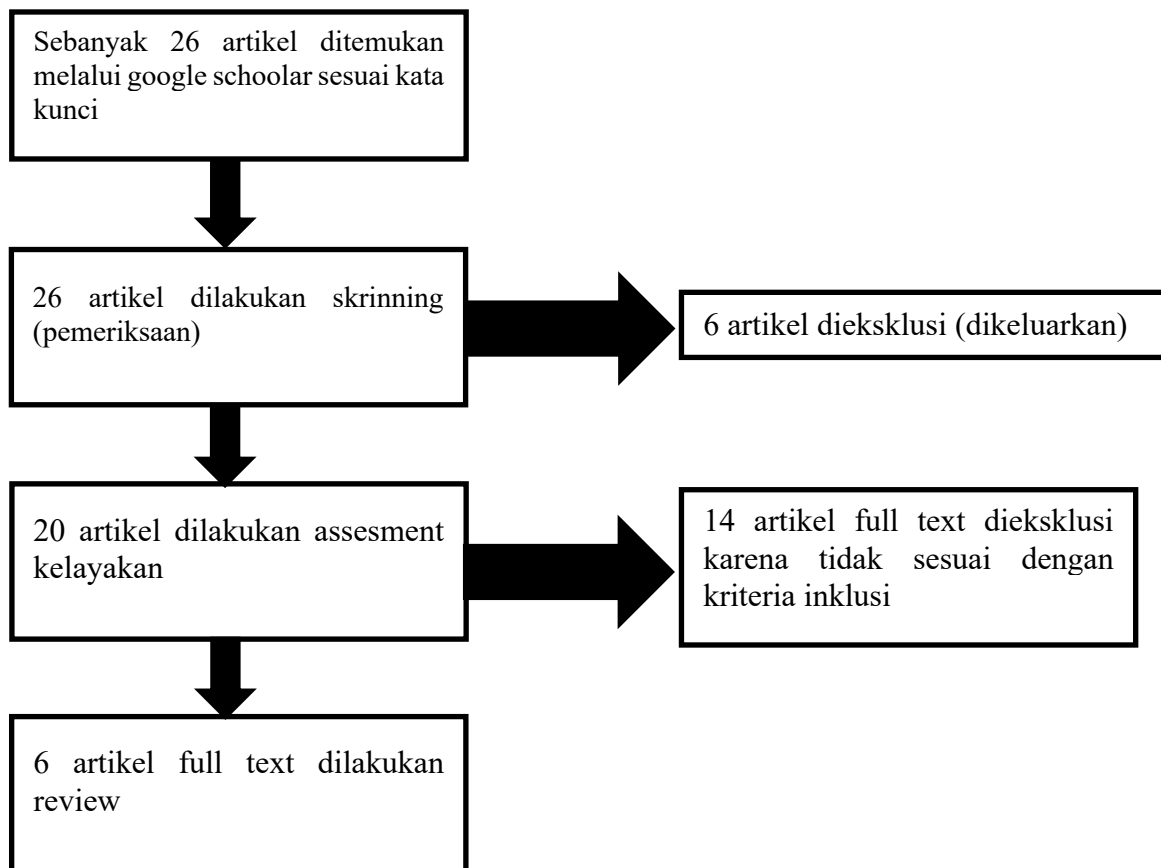 Sebanyak 26 artikel ditemukan
melalui google schoolar sesuai kata
kunci
26 artikel dilakukan skrinning
(pemeriksaan)
6 artikel dieksklusi (dikeluarkan)
20 artikel dilakukan assesment
kelayakan
14 artikel full text dieksklusi
karena tidak sesuai dengan
kriteria inklusi
6 artikel full text dilakukan
review